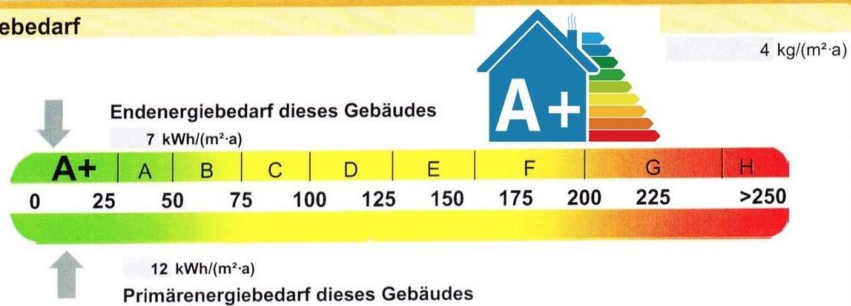 ebedarf
4 kg/(m²·a)
A+
Endenergiebedarf dieses Gebäudes
7 kWh/(m²·a)
A+ A B C D E F G H
0 25 50 75 100 125 150 175 200 225 >250
12 kWh/(m²·a)
Primärenergiebedarf dieses Gebäudes